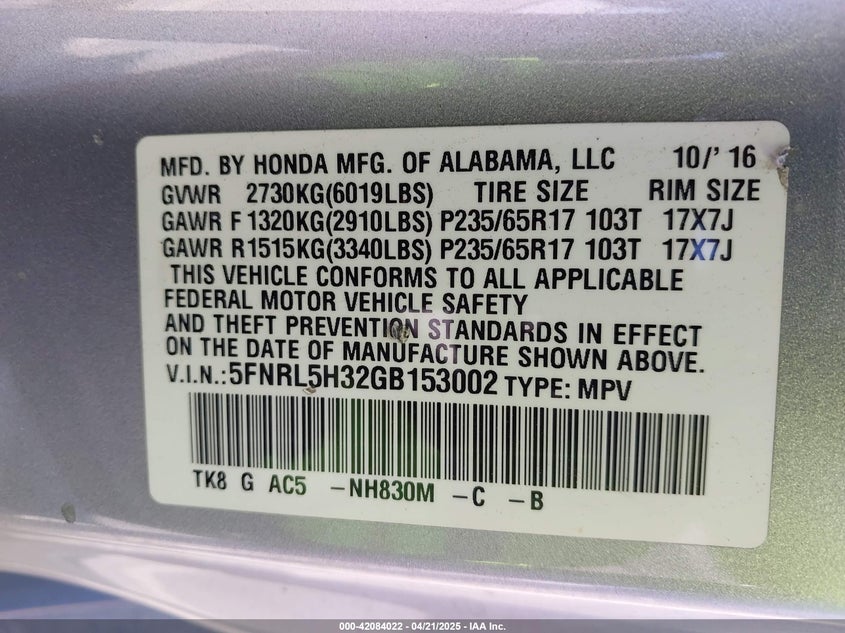 MFD. BY HONDA MFG. OF ALABAMA, LLC 10/'16
GVWR 2730KG(6019LBS) TIRE SIZE RIM SIZE
GAWR F1320KG(2910LBS) P235/65R17 103T 17X7J
GAWR R1515KG(3340LBS) P235/65R17 103T 17X7J
THIS VEHICLE CONFORMS TO ALL APPLICABLE
FEDERAL MOTOR VEHICLE SAFETY
AND THEFT PREVENTION STANDARDS IN EFFECT
ON THE DATE OF MANUFACTURE SHOWN ABOVE.
V.I.N.:5FNRL5H32GB153002 TYPE: MPV
TK8 G AC5 -NH830M -C -B
000-42084022 - 04/21/2025 - IAA Inc.